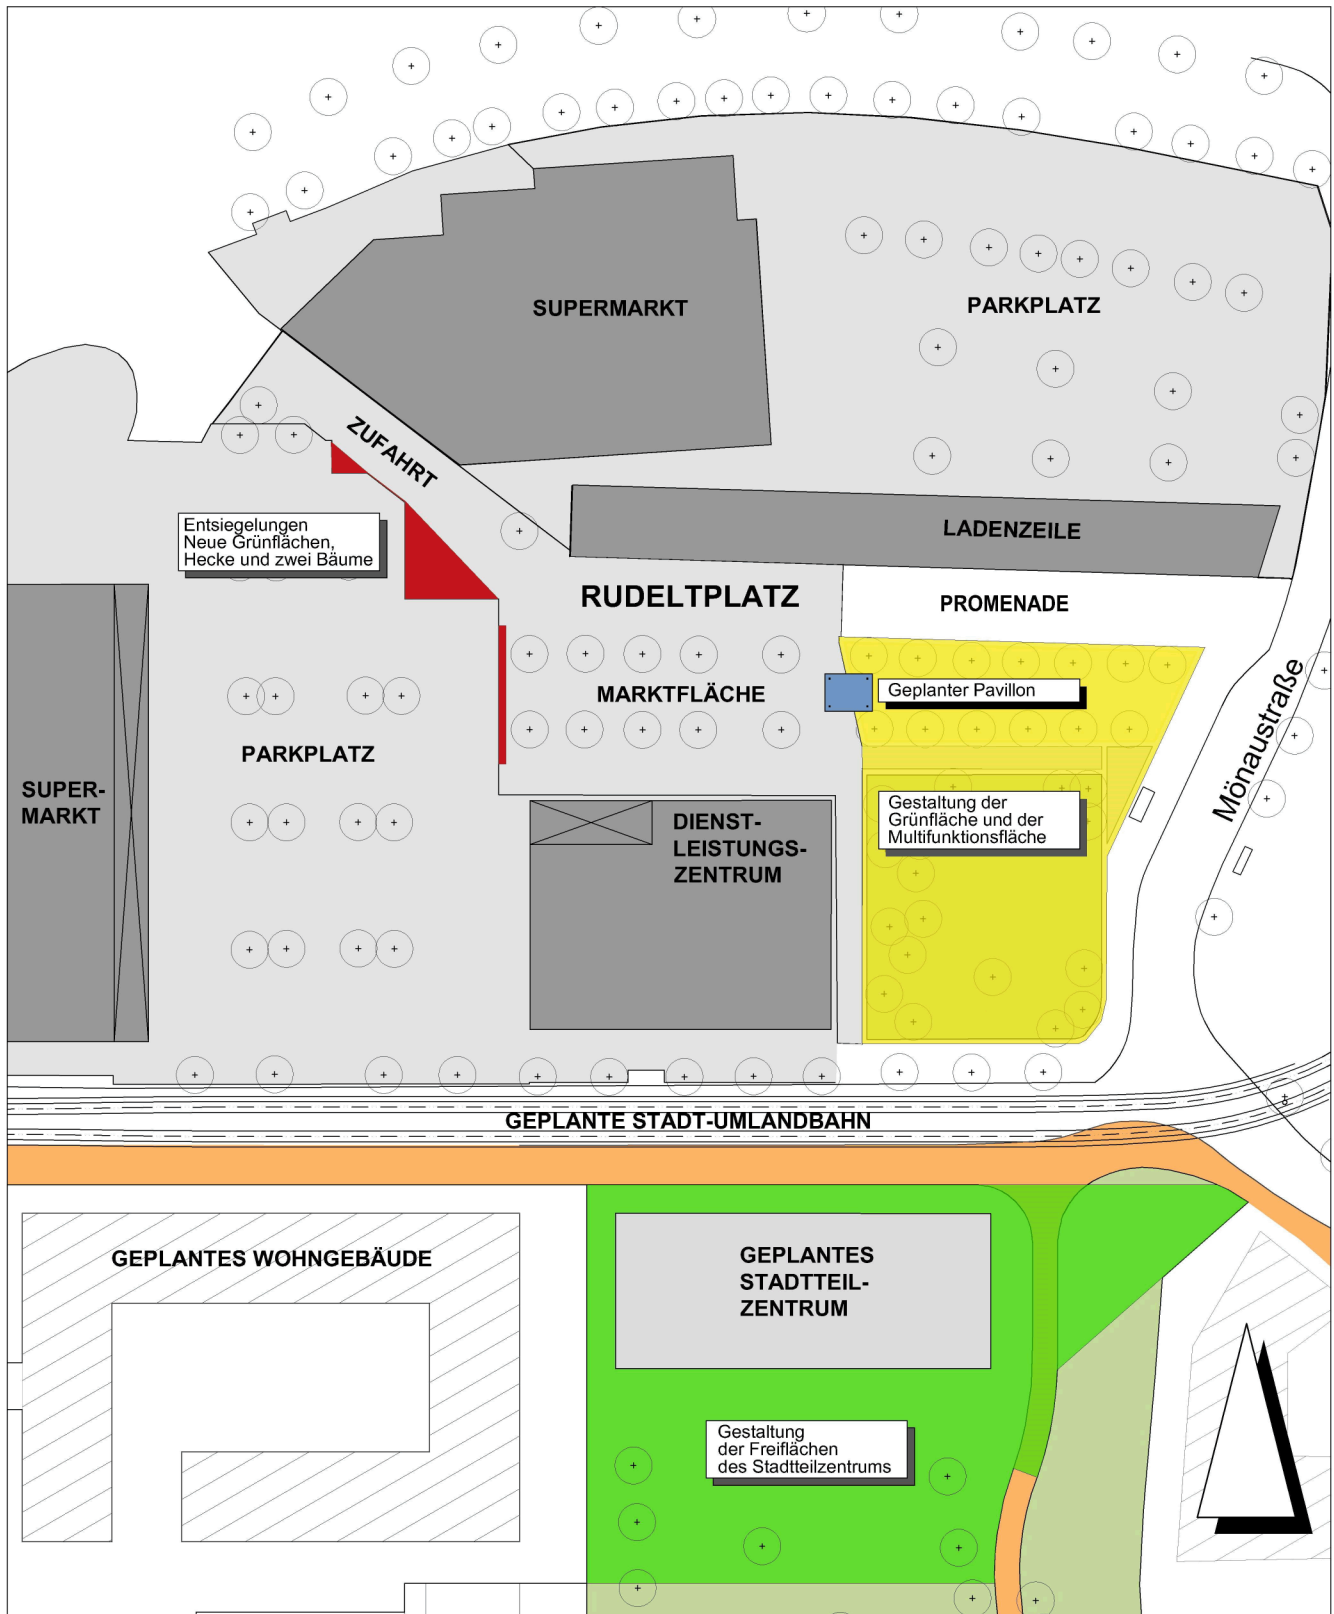 SUPERMARKT
PARKPLATZ
ZUFAHRT
Entsiegelungen
Neue Grünflächen,
Hecke und zwei Bäume
LADENZEILE
RUDELTPLATZ
PROMENADE
MARKTFLÄCHE
Geplanter Pavillon
Mönaustraße
PARKPLATZ
SUPER-
MARKT
DIENST-
LEISTUNGS-
ZENTRUM
Gestaltung der
Grünfläche und der
Multifunktionsfläche
GEPLANTE STADT-UMLANDBAHN
GEPLANTES WOHNGEBÄUDE
GEPLANTES
STADTTEIL-
ZENTRUM
Gestaltung
der Freiflächen
des Stadtteilzentrums